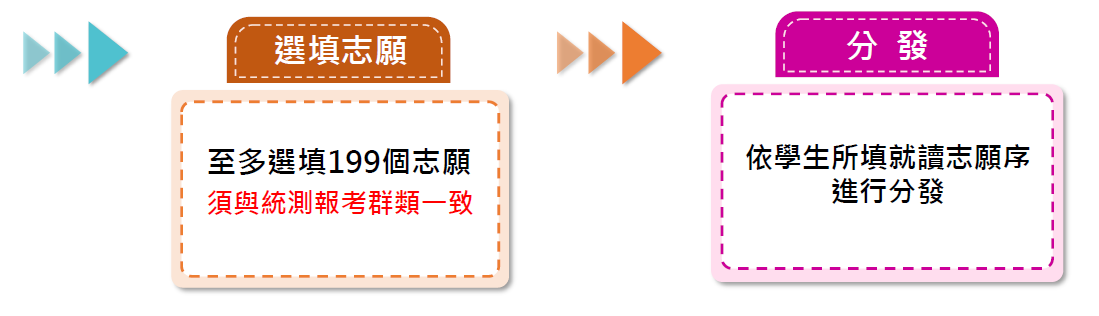 選填志願
至多選填199個志願
須與統測報考群類一致
分 發
依學生所填就讀志願序
進行分發